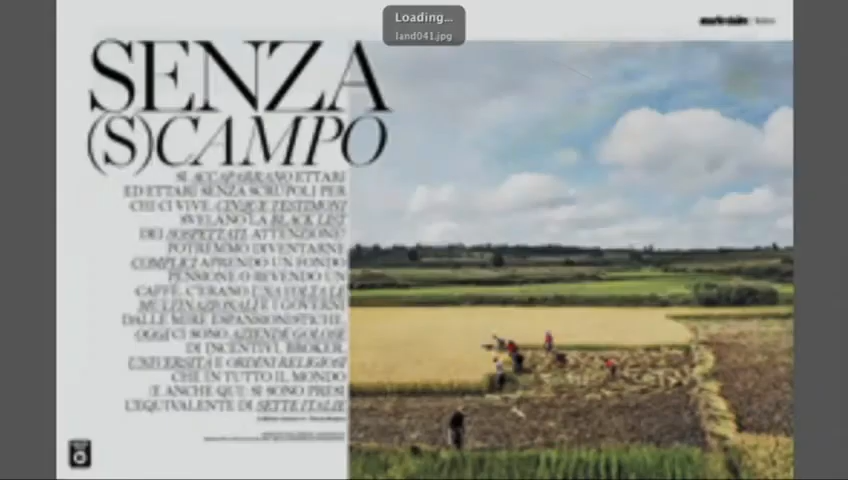 Loading...
land041.jpg
marie claire
SENZA
(S)CAMPO
SI ACCAPARRANO ETTARI
ED ETTARI SENZA SCRUPOLI PER
CHI CI VIVE. CINQUE TESTIMONI
SVELANO LA BLACK LIST
DEI SOSPETTATI. ATTENZIONE:
POTREMMO DIVENTARNE
COMPLICI APRENDO UN FONDO
PENSIONE O BEVENDO UN
CAFFÈ. C'ERANO UNA VOLTA LE
MULTINAZIONALI E I GOVERNI
DALLE MIRE ESPANSIONISTICHE.
OGGI CI SONO AZIENDE GOLOSE
DI INCENTIVI, BROKER,
UNIVERSITÀ E ORDINI RELIGIOSI
CHE IN TUTTO IL MONDO
(E ANCHE QUI) SI SONO PRESI
L'EQUIVALENTE DI SETTE ITALIE